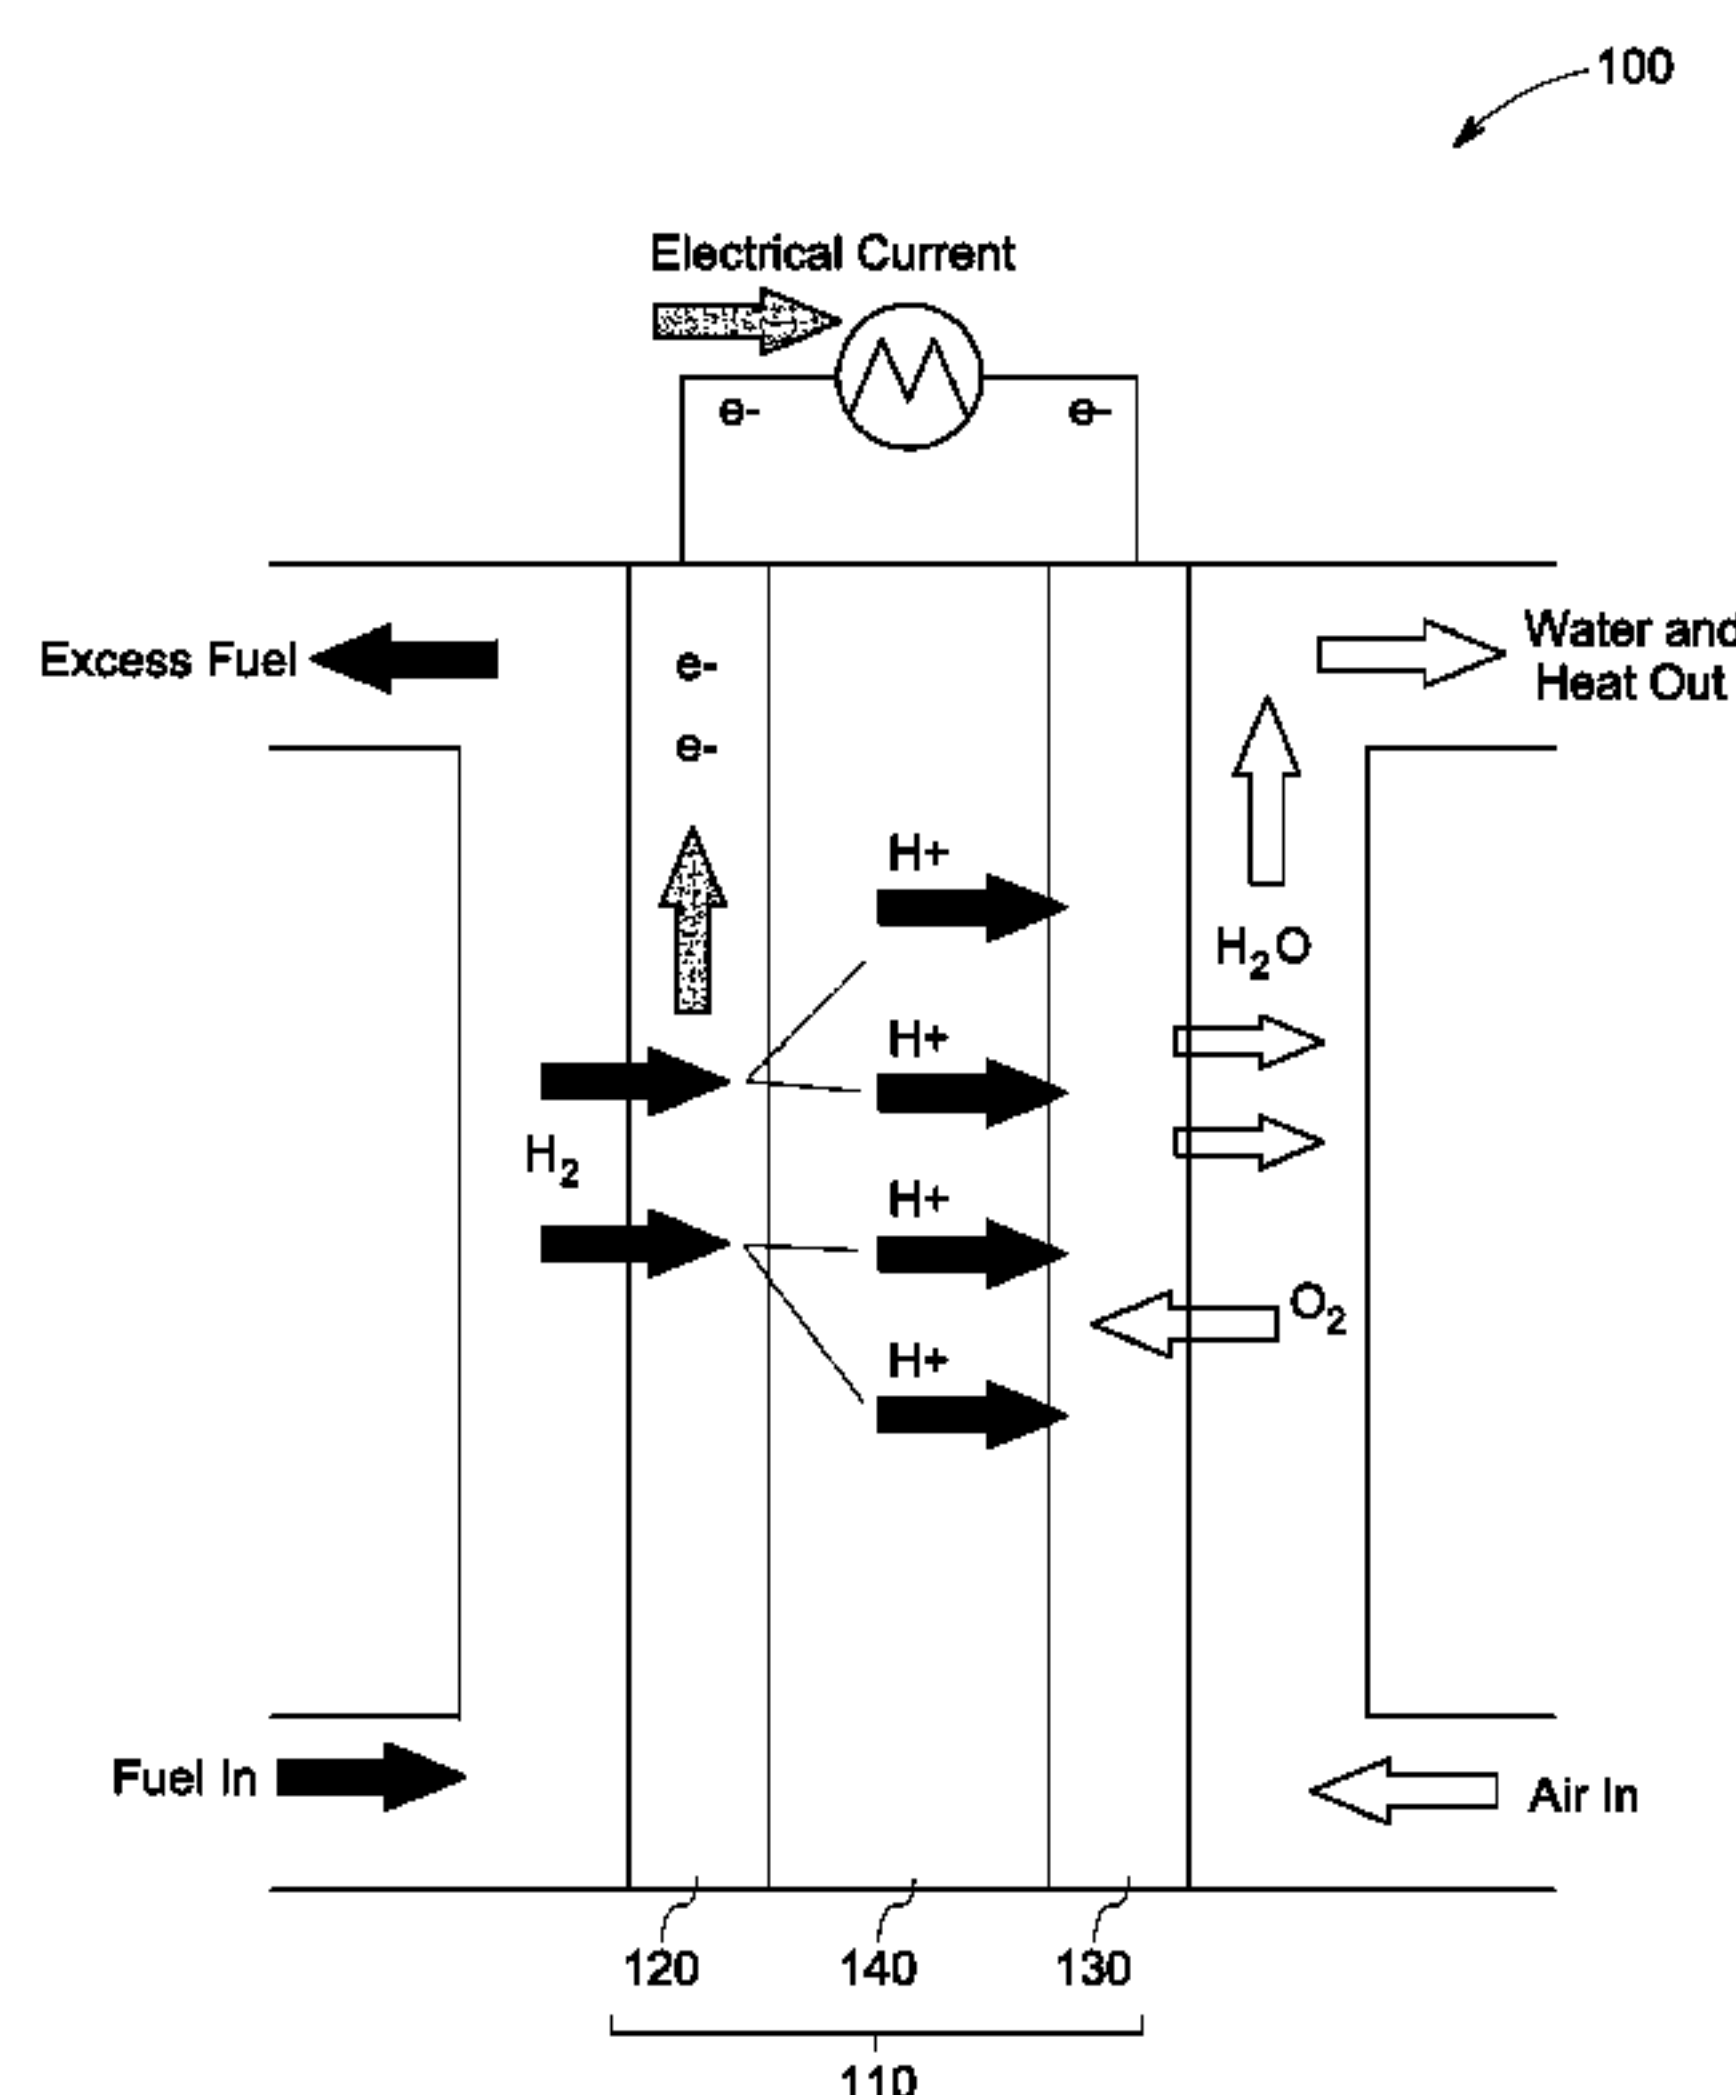 100
Electrical Current
e-
e-
Excess Fuel
Water and
Heat Out
e-
e-
H+
H₂O
H+
H₂
H+
O₂
H+
Fuel In
Air In
120
140
130
110